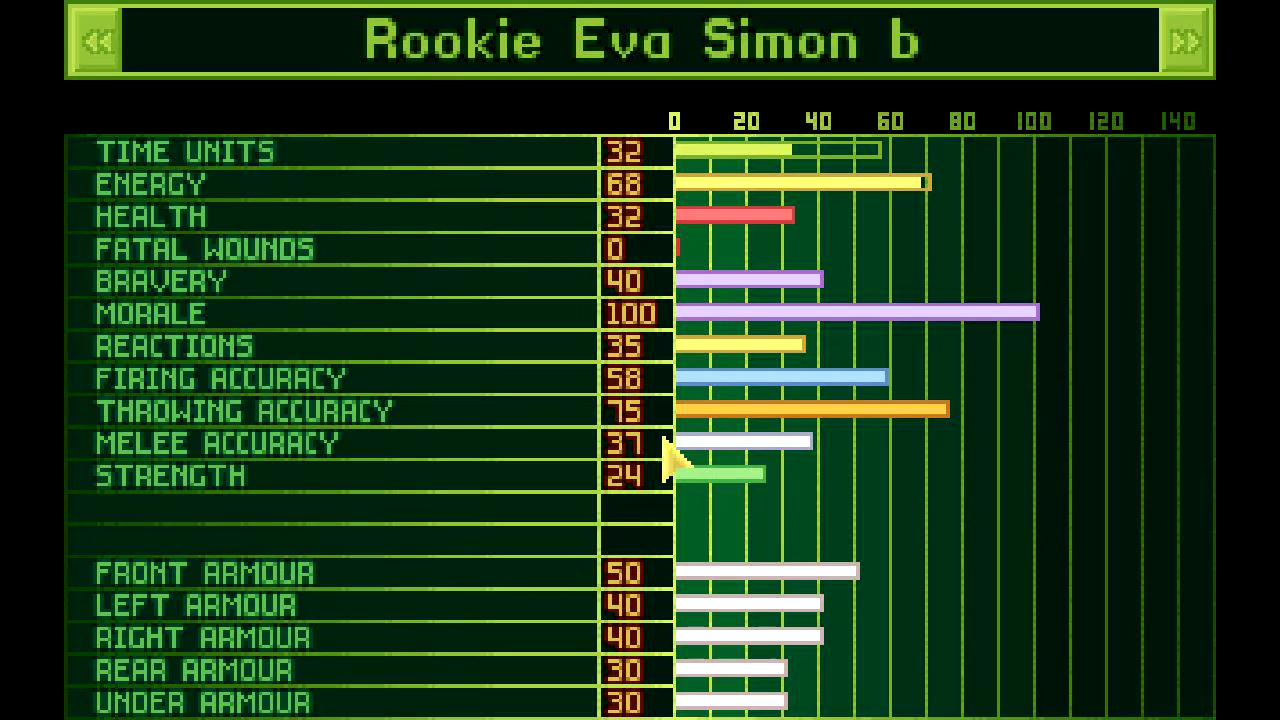 Rookie Eva Simon b
0 20 40 60 80 100 120 140
TIME UNITS 32
ENERGY 68
HEALTH 32
FATAL WOUNDS 0
BRAVERY 40
MORALE 100
REACTIONS 35
FIRING ACCURACY 58
THROWING ACCURACY 75
MELEE ACCURACY 37
STRENGTH 24
FRONT ARMOUR 50
LEFT ARMOUR 40
RIGHT ARMOUR 40
REAR ARMOUR 30
UNDER ARMOUR 30